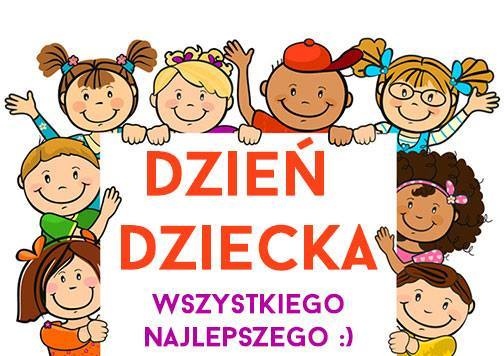 DZIEŃ
DZIECKA
WSZYSTKIEGO
NAJLEPSZEGO :)